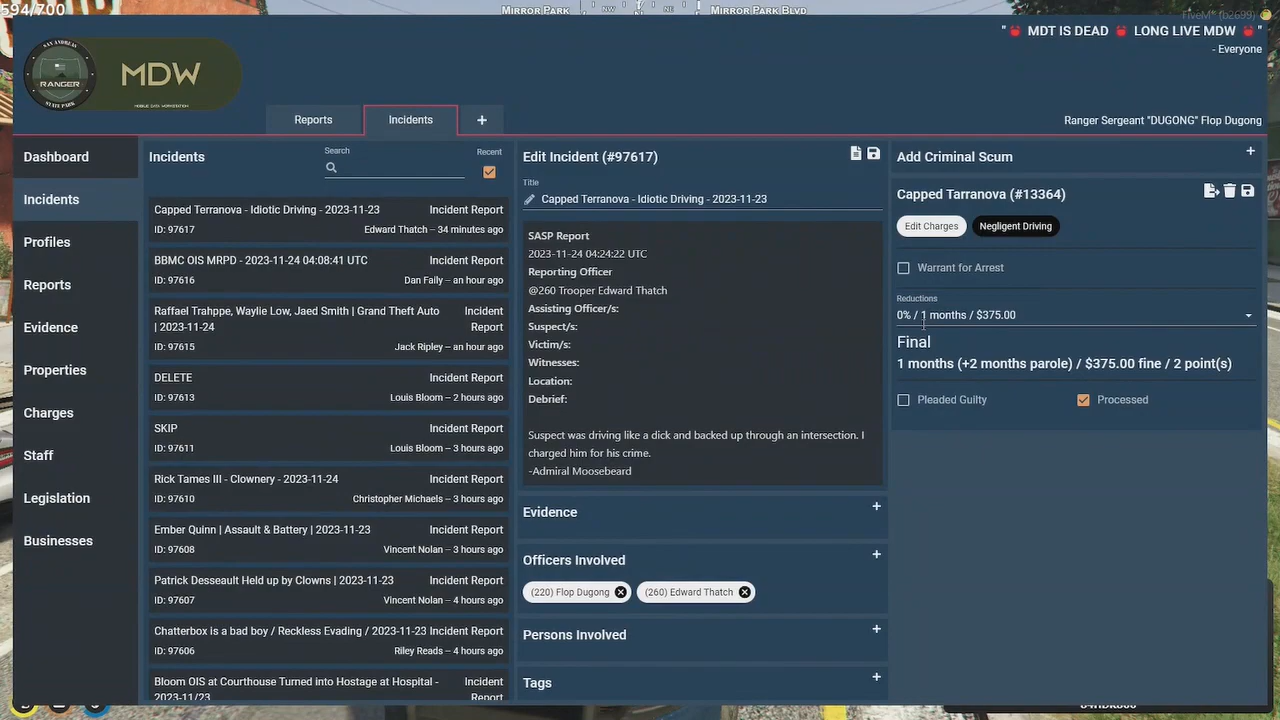 594/700
MIRROR PARK
NW
N
NE
MIRROR PARK BLVD
FiveM* (b2699)
SAN ANDREAS
RANGER
STATE PARK
MDW
MOBILE DATA WORKSTATION
" MDT IS DEAD LONG LIVE MDW "
- Everyone
Reports
Incidents
+
Ranger Sergeant "DUGONG" Flop Dugong
Dashboard
Incidents
Profiles
Reports
Evidence
Properties
Charges
Staff
Legislation
Businesses
Incidents
Search
Recent
Capped Terranova - Idiotic Driving - 2023-11-23 Incident Report
ID: 97617 Edward Thatch – 34 minutes ago
BBMC OIS MRPD - 2023-11-24 04:08:41 UTC Incident Report
ID: 97616 Dan Faily – an hour ago
Raffael Trahppe, Waylie Low, Jaed Smith | Grand Theft Auto Incident
| 2023-11-24 Report
ID: 97615 Jack Ripley – an hour ago
DELETE Incident Report
ID: 97613 Louis Bloom – 2 hours ago
SKIP Incident Report
ID: 97611 Louis Bloom – 3 hours ago
Rick Tames III - Clownery - 2023-11-24 Incident Report
ID: 97610 Christopher Michaels – 3 hours ago
Ember Quinn | Assault & Battery | 2023-11-23 Incident Report
ID: 97608 Vincent Nolan – 3 hours ago
Patrick Desseault Held up by Clowns | 2023-11-23 Incident Report
ID: 97607 Vincent Nolan – 4 hours ago
Chatterbox is a bad boy / Reckless Evading / 2023-11-23 Incident Report
ID: 97606 Riley Reads – 4 hours ago
Bloom OIS at Courthouse Turned into Hostage at Hospital - Incident
2023-11/23 Report
Edit Incident (#97617)
Title
Capped Terranova - Idiotic Driving - 2023-11-23
SASP Report
2023-11-24 04:24:22 UTC
Reporting Officer
@260 Trooper Edward Thatch
Assisting Officer/s:
Suspect/s:
Victim/s:
Witnesses:
Location:
Debrief:
Suspect was driving like a dick and backed up through an intersection. I
charged him for his crime.
-Admiral Moosebeard
Evidence +
Officers Involved +
(220) Flop Dugong
(260) Edward Thatch
Persons Involved +
Tags +
Add Criminal Scum +
Capped Tarranova (#13364)
Edit Charges
Negligent Driving
Warrant for Arrest
Reductions
0% / 1 months / $375.00
Final
1 months (+2 months parole) / $375.00 fine / 2 point(s)
Pleaded Guilty
Processed